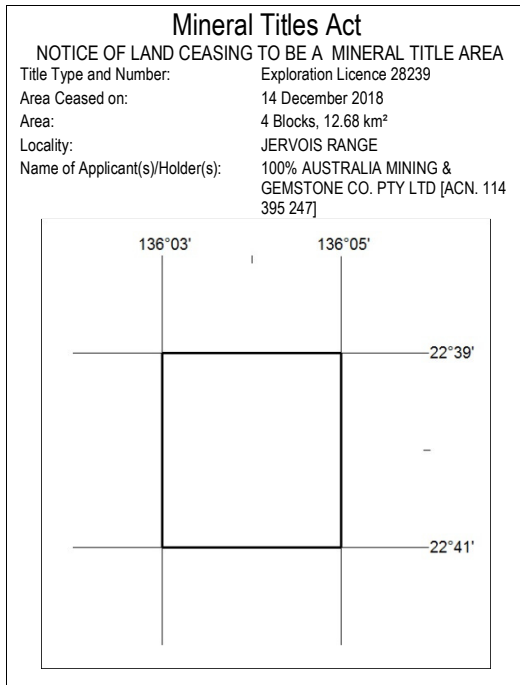 Mineral Titles Act
NOTICE OF LAND CEASING TO BE A MINERAL TITLE AREA
Title Type and Number: Exploration Licence 28239
Area Ceased on: 14 December 2018
Area: 4 Blocks, 12.68 km²
Locality: JERVOIS RANGE
Name of Applicant(s)/Holder(s): 100% AUSTRALIA MINING &
GEMSTONE CO. PTY LTD [ACN. 114
395 247]
136°03' 136°05'
22°39'
22°41'